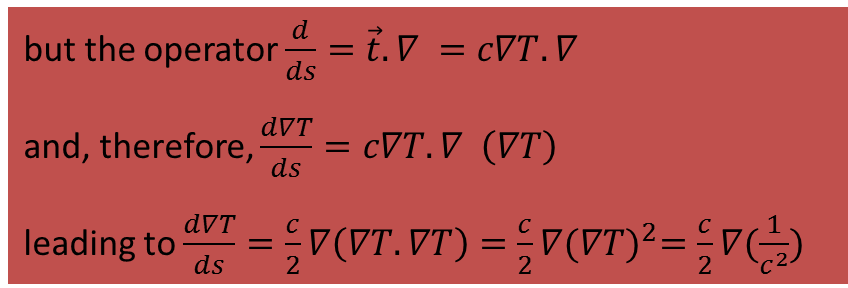 but the operator d/ds = t⃗.∇ = c∇T.∇
and, therefore, d∇T/ds = c∇T.∇ (∇T)
leading to d∇T/ds = c/2 ∇(∇T.∇T) = c/2 ∇(∇T)² = c/2 ∇(1/c²)